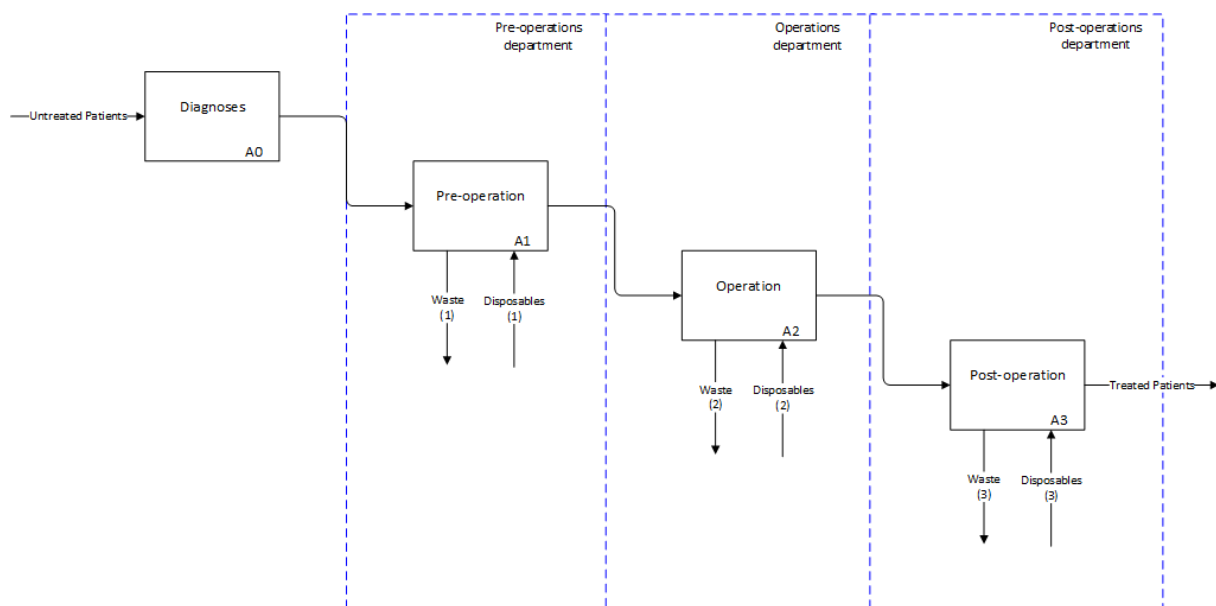 Pre-operations
department
Operations
department
Post-operations
department
Diagnoses
A0
Untreated Patients
Pre-operation
A1
Waste
(1)
Disposables
(1)
Operation
A2
Waste
(2)
Disposables
(2)
Post-operation
A3
Treated Patients
Waste
(3)
Disposables
(3)